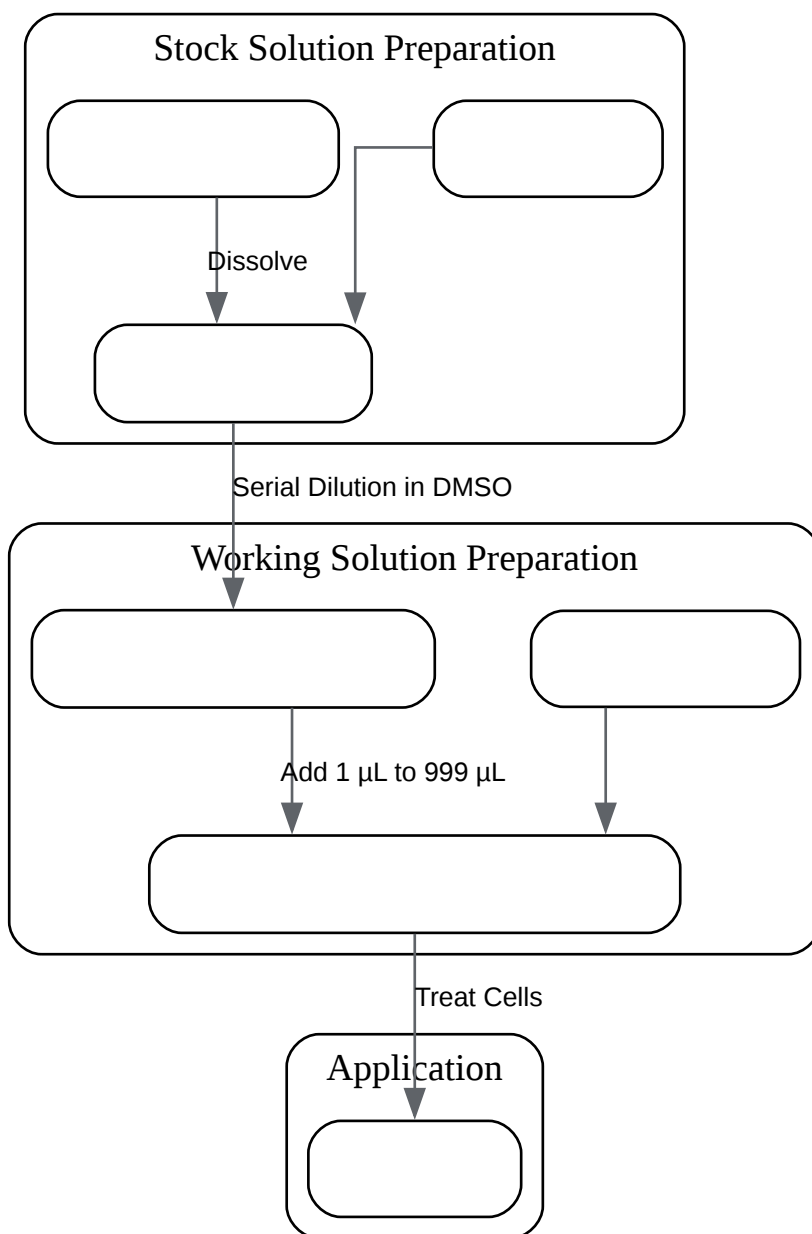 Stock Solution Preparation
Dissolve
Serial Dilution in DMSO
Working Solution Preparation
Add 1 µL to 999 µL
Treat Cells
Application